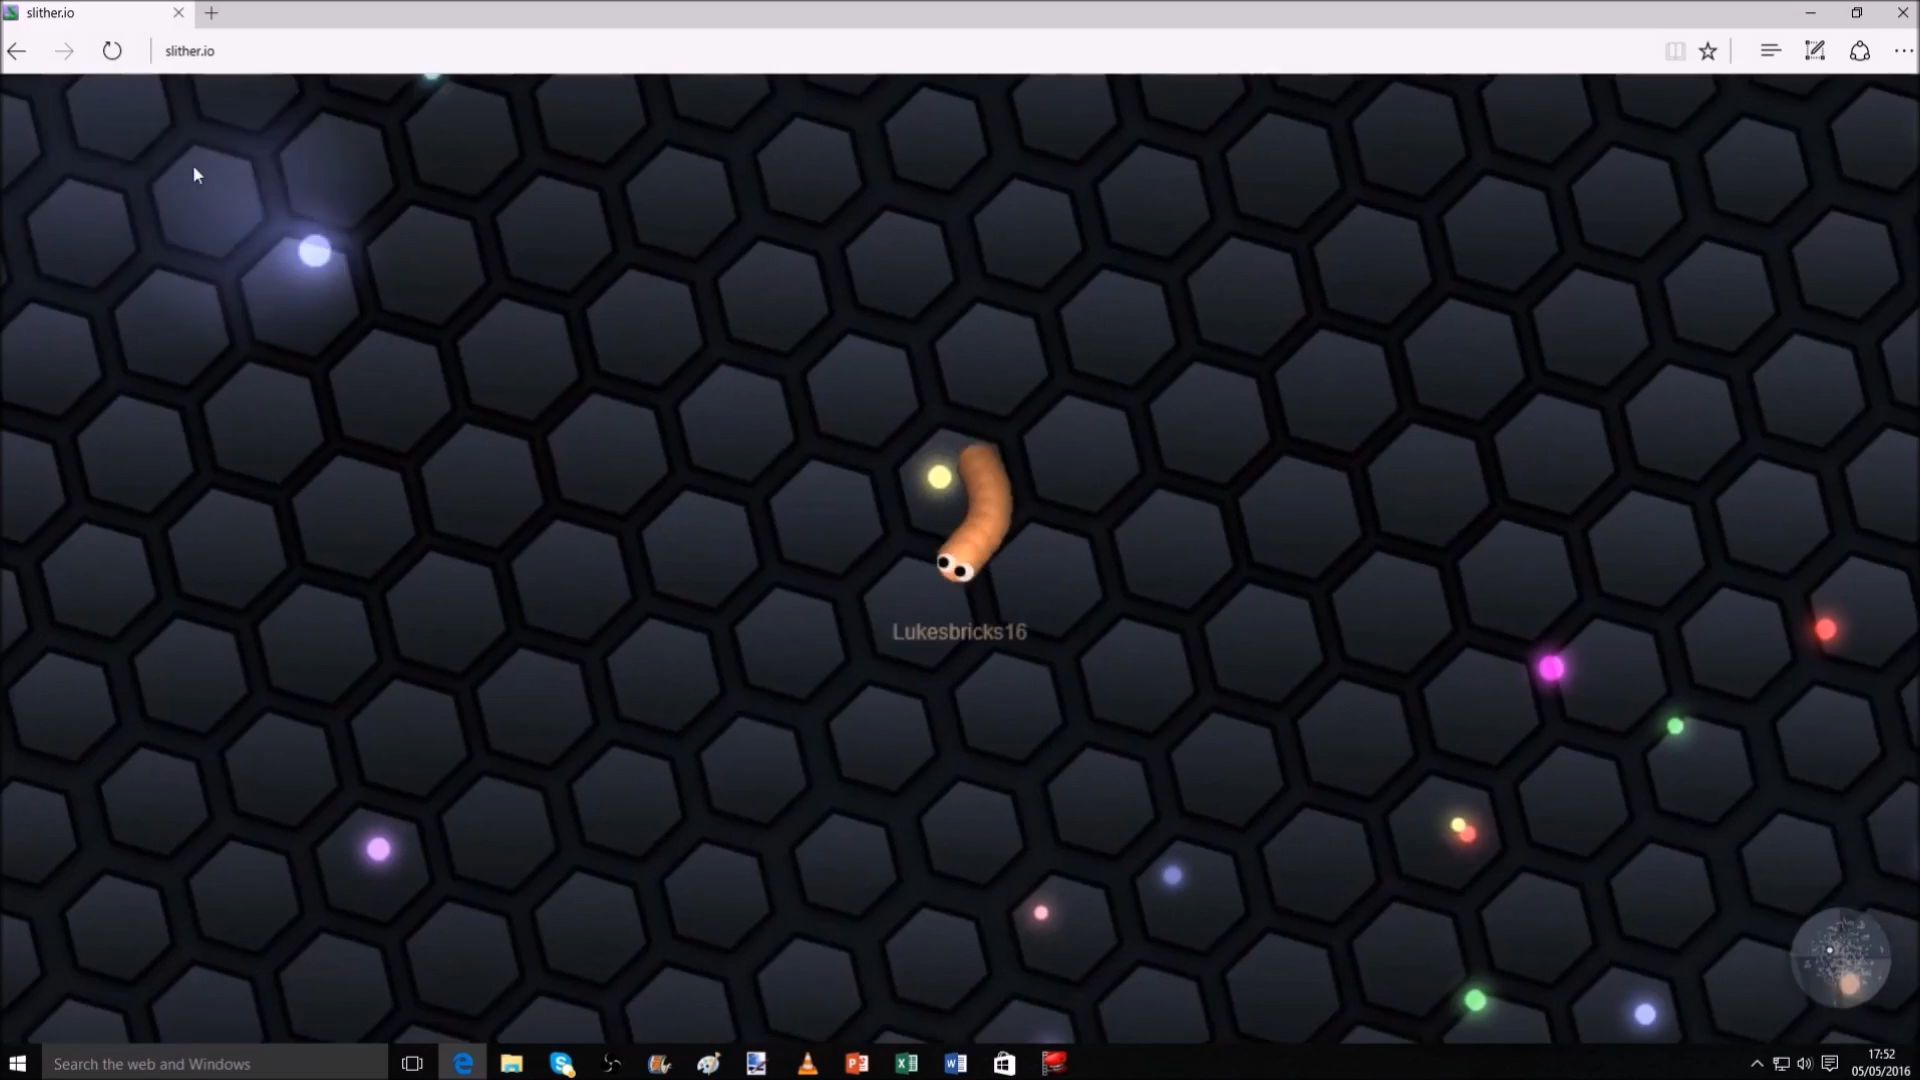 slither.io
slither.io
Lukesbricks16
Search the web and Windows
17:52
05/05/2016